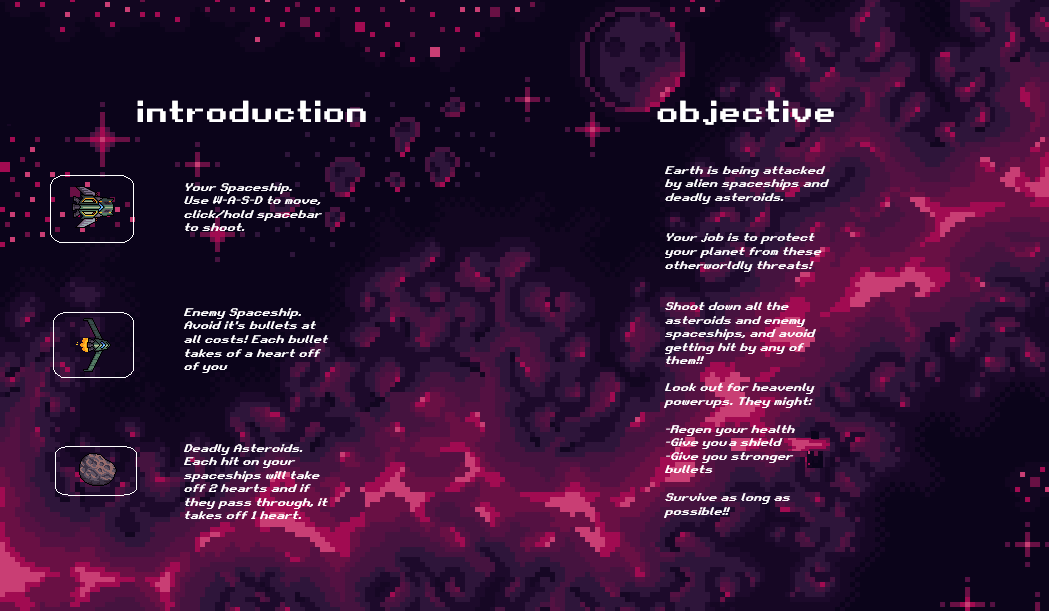 introduction
Your Spaceship.
Use W-A-S-D to move,
click/hold spacebar
to shoot.
Enemy Spaceship.
Avoid it's bullets at
all costs! Each bullet
takes of a heart off
of you
Deadly Asteroids.
Each hit on your
spaceships will take
off 2 hearts and if
they pass through, it
takes off 1 heart.
objective
Earth is being attacked
by alien spaceships and
deadly asteroids.
Your job is to protect
your planet from these
otherworldly threats!
Shoot down all the
asteroids and enemy
spaceships, and avoid
getting hit by any of
them!!
Look out for heavenly
powerups. They might:
-Regen your health
-Give you a shield
-Give you stronger
bullets
Survive as long as
possible!!